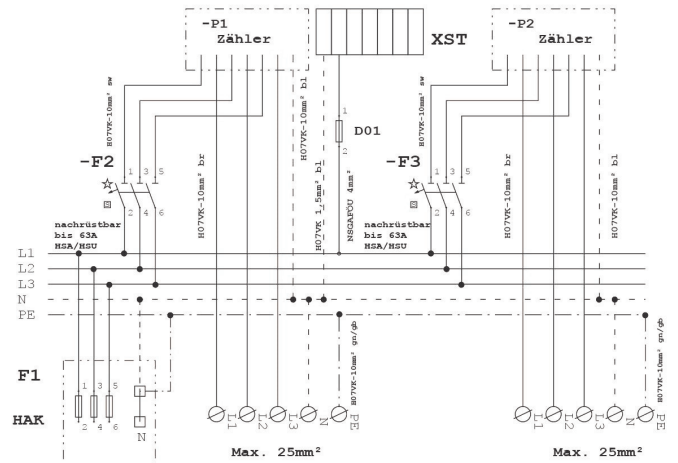 -P1
Zähler
XST
-P2
Zähler
H07VK-10mm² sw
H07VK-10mm² bl
1
D01
2
H07VK-10mm² sw
-F2
1 3 5
2 4 6
nachrüstbar
bis 63A
HSA/HSU
H07VK-10mm² br
H07VK 1,5mm² bl
NSGAFÖU 4mm²
-F3
1 3 5
2 4 6
nachrüstbar
bis 63A
HSA/HSU
H07VK-10mm² br
H07VK-10mm² bl
L1
L2
L3
N
PE
H07VK-10mm² gn/gb
H07VK-10mm² gn/gb
F1
HAK
1 3 5
2 4 6
N
L1
L2
L3
N
PE
Max. 25mm²
L1
L2
L3
N
PE
Max. 25mm²